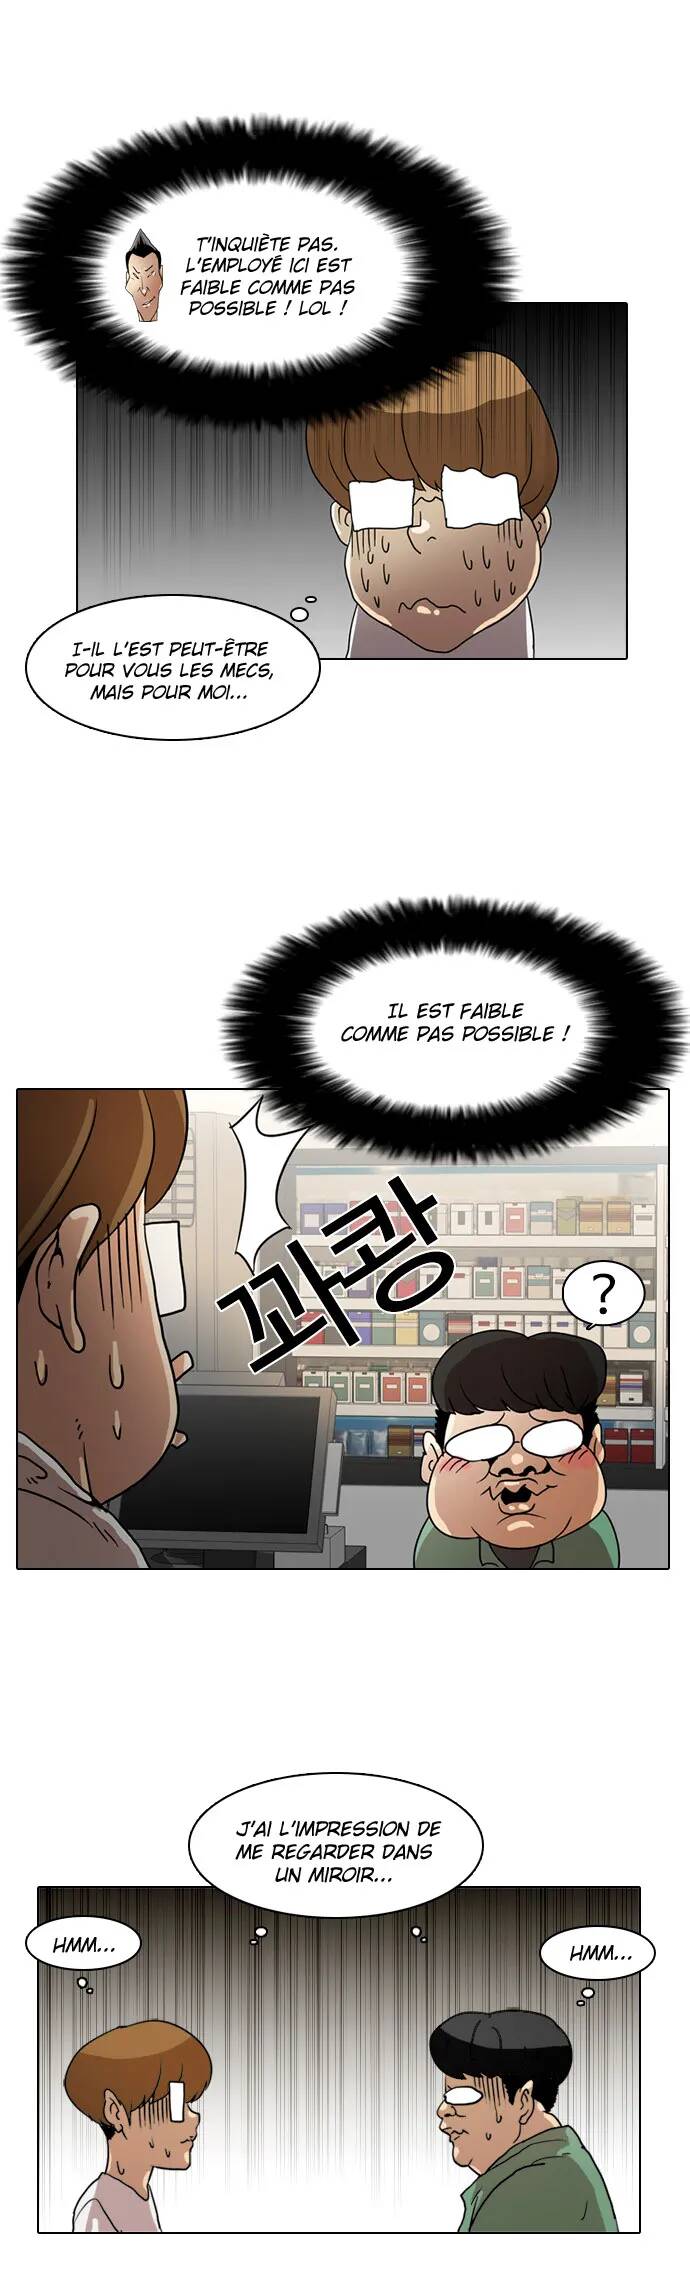 T'INQUIÈTE PAS.
L'EMPLOYÉ ICI EST
FAIBLE COMME PAS
POSSIBLE ! LOL !
I-IL L'EST PEUT-ÊTRE
POUR VOUS LES MECS,
MAIS POUR MOI...
IL EST FAIBLE
COMME PAS POSSIBLE !
꽈쾅
?
J'AI L'IMPRESSION DE
ME REGARDER DANS
UN MIROIR...
HMM...
HMM...